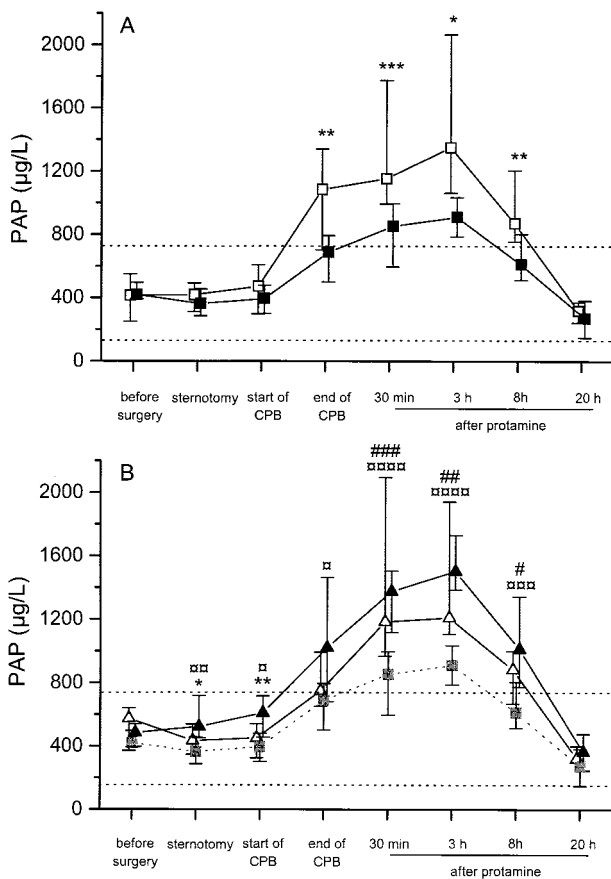 A
2000
1600
1200
800
400
0
PAP (µg/L)
*
***
**
**
before surgery
sternotomy
start of CPB
end of CPB
30 min
3 h
8h
20 h
after protamine
B
2000
1600
1200
800
400
0
PAP (µg/L)
###
¤¤¤¤
##
¤¤¤¤
#
¤¤¤
¤
¤¤
*
¤
**
before surgery
sternotomy
start of CPB
end of CPB
30 min
3 h
8h
20 h
after protamine